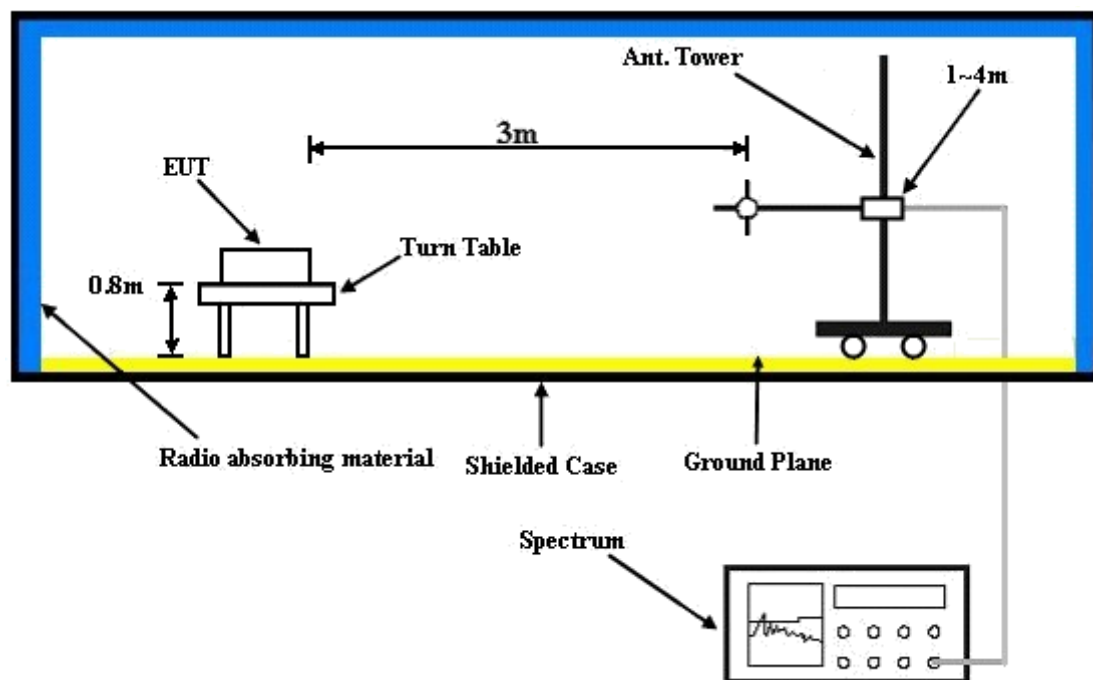 Ant. Tower
1~4m
3m
EUT
Turn Table
0.8m
Radio absorbing material
Shielded Case
Ground Plane
Spectrum